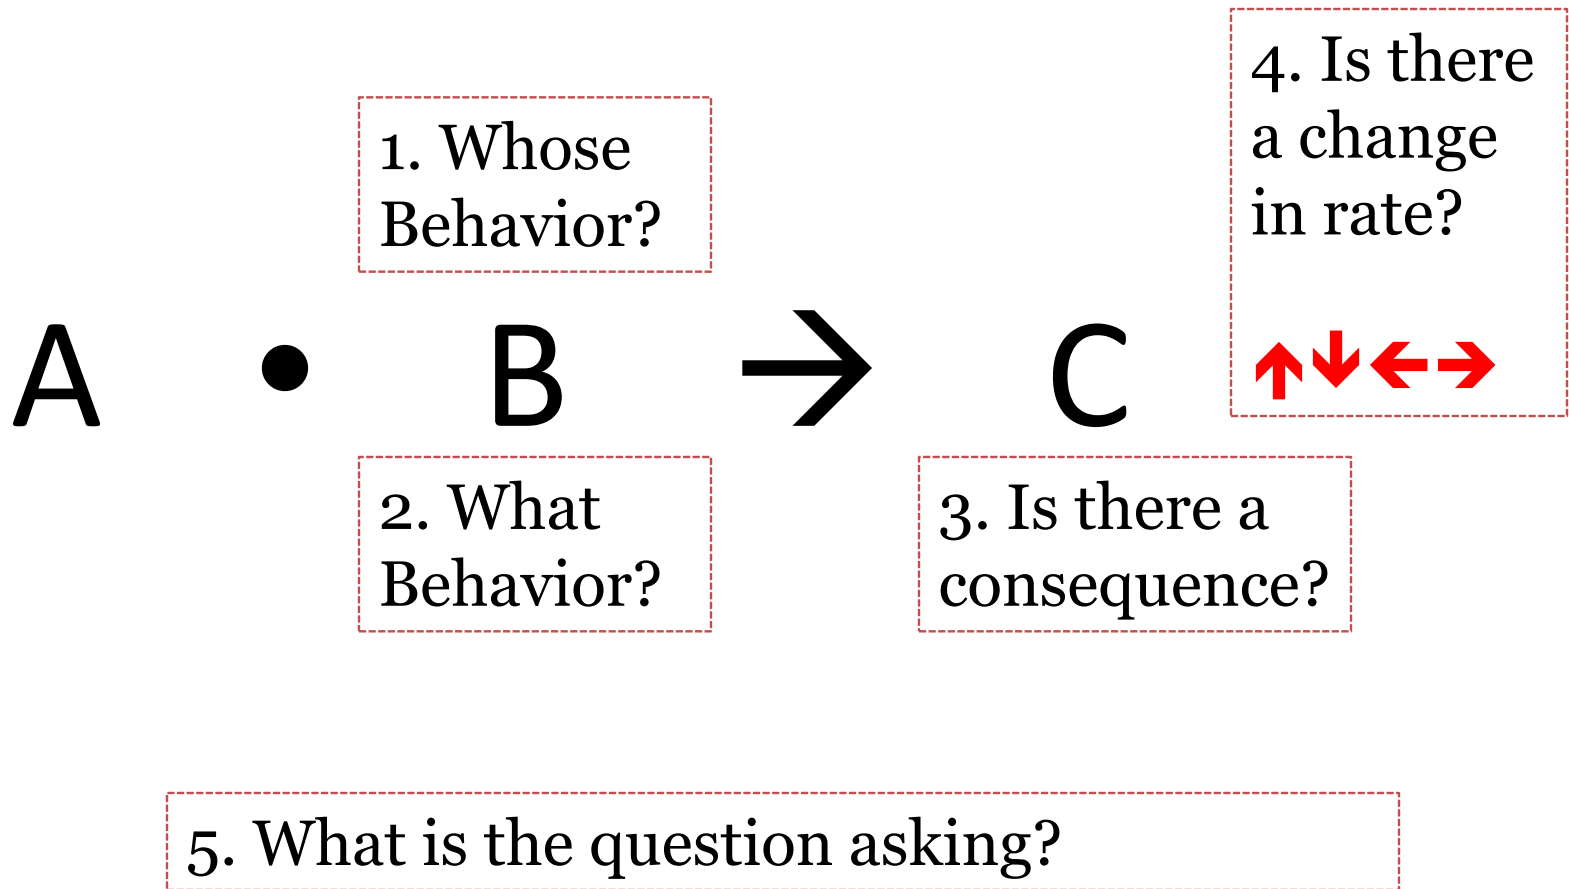 1. Whose
Behavior?
4. Is there
a change
in rate?
A • B → C ↑↓←→
2. What
Behavior?
3. Is there a
consequence?
5. What is the question asking?